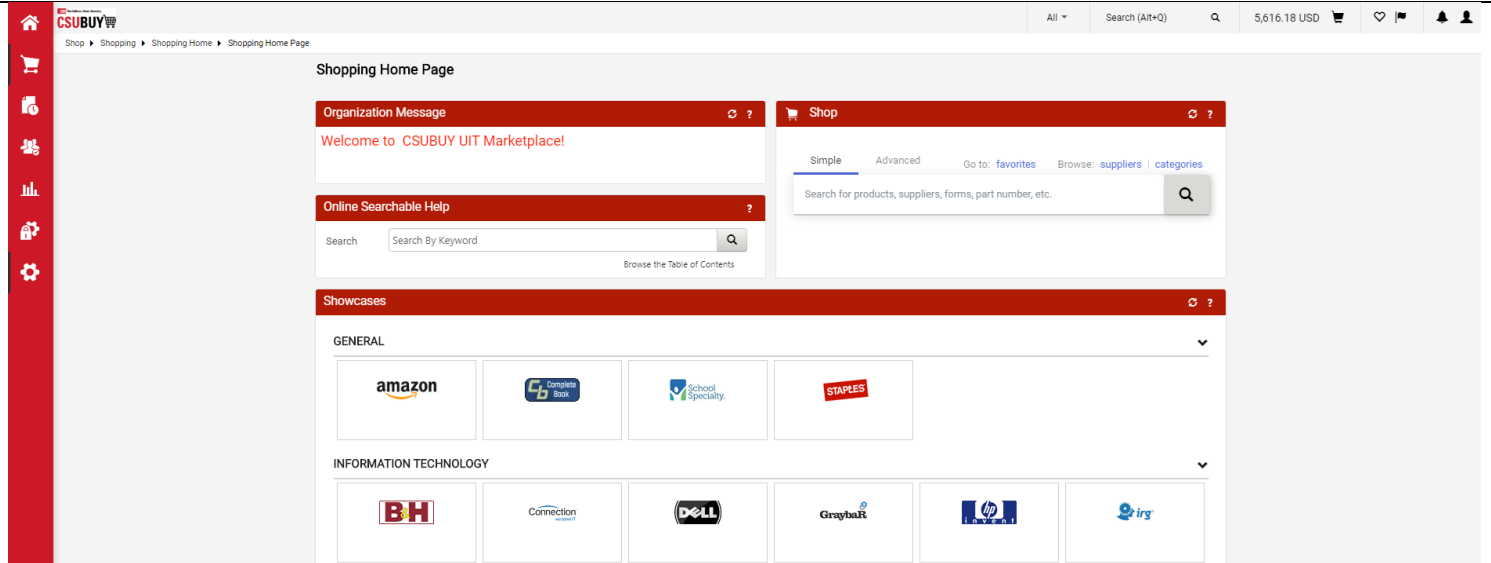 CSUBUY
All
Search (Alt+Q)
5,616.18 USD
Shop Shopping Shopping Home Shopping Home Page
Shopping Home Page
Organization Message
?
Welcome to CSUBUY UIT Marketplace!
Online Searchable Help
?
Search
Search By Keyword
Browse the Table of Contents
Shop
?
Simple
Advanced
Go to: favorites
Browse: suppliers | categories
Search for products, suppliers, forms, part number, etc.
Showcases
?
GENERAL
amazon
Cb Complete
Book
School
Specialty.
STAPLES
INFORMATION TECHNOLOGY
B&H
Connection
DELL
GraybaR
hp
invent
irg